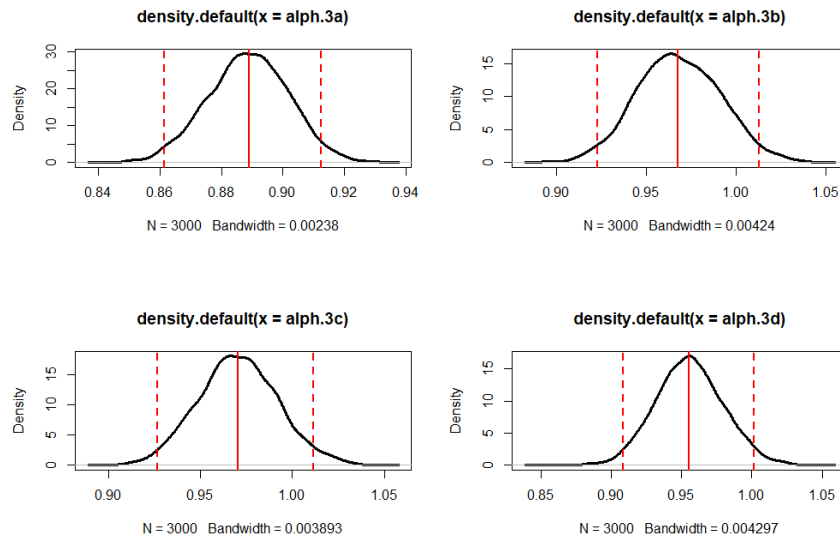 density.default(x = alph.3a)
Density
0 10 20 30
0.84 0.86 0.88 0.90 0.92 0.94
N = 3000 Bandwidth = 0.00238
density.default(x = alph.3b)
Density
0 5 10 15
0.90 0.95 1.00 1.05
N = 3000 Bandwidth = 0.00424
density.default(x = alph.3c)
Density
0 5 10 15
0.90 0.95 1.00 1.05
N = 3000 Bandwidth = 0.003893
density.default(x = alph.3d)
Density
0 5 10 15
0.85 0.90 0.95 1.00 1.05
N = 3000 Bandwidth = 0.004297